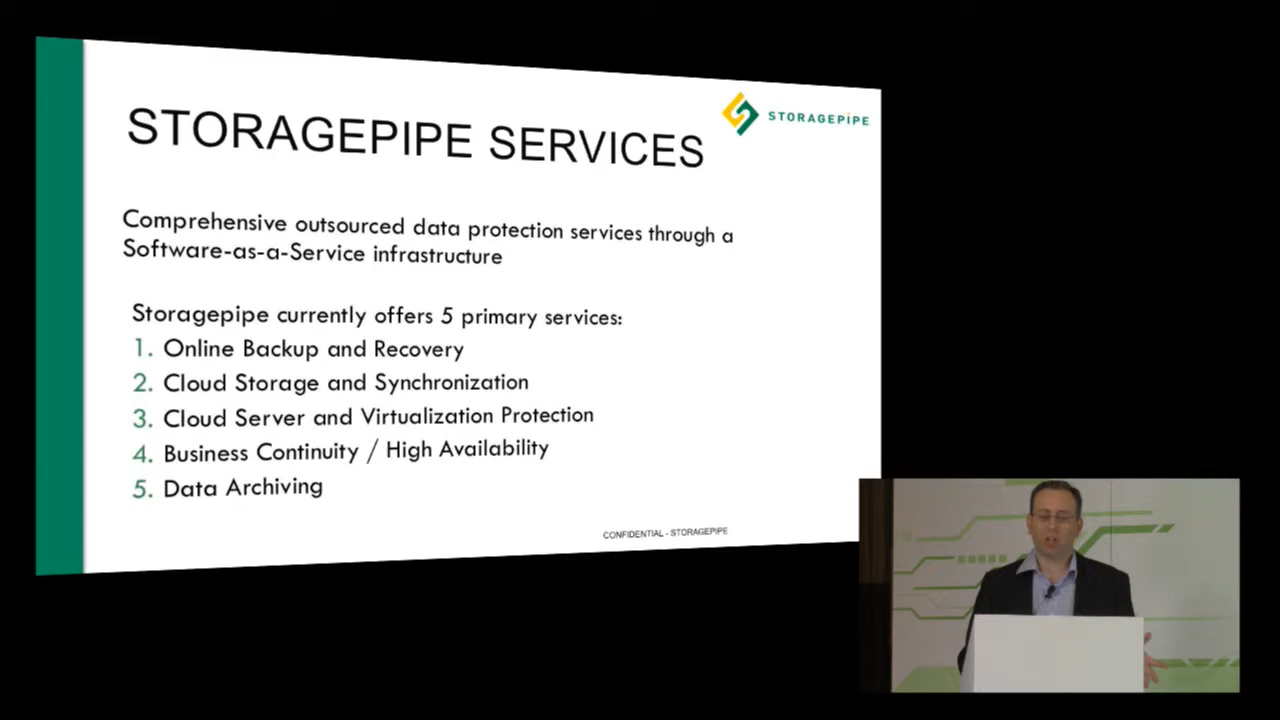 STORAGEPIPE SERVICES
STORAGEPIPE
Comprehensive outsourced data protection services through a
Software-as-a-Service infrastructure
Storagepipe currently offers 5 primary services:
1. Online Backup and Recovery
2. Cloud Storage and Synchronization
3. Cloud Server and Virtualization Protection
4. Business Continuity / High Availability
5. Data Archiving
CONFIDENTIAL - STORAGEPIPE